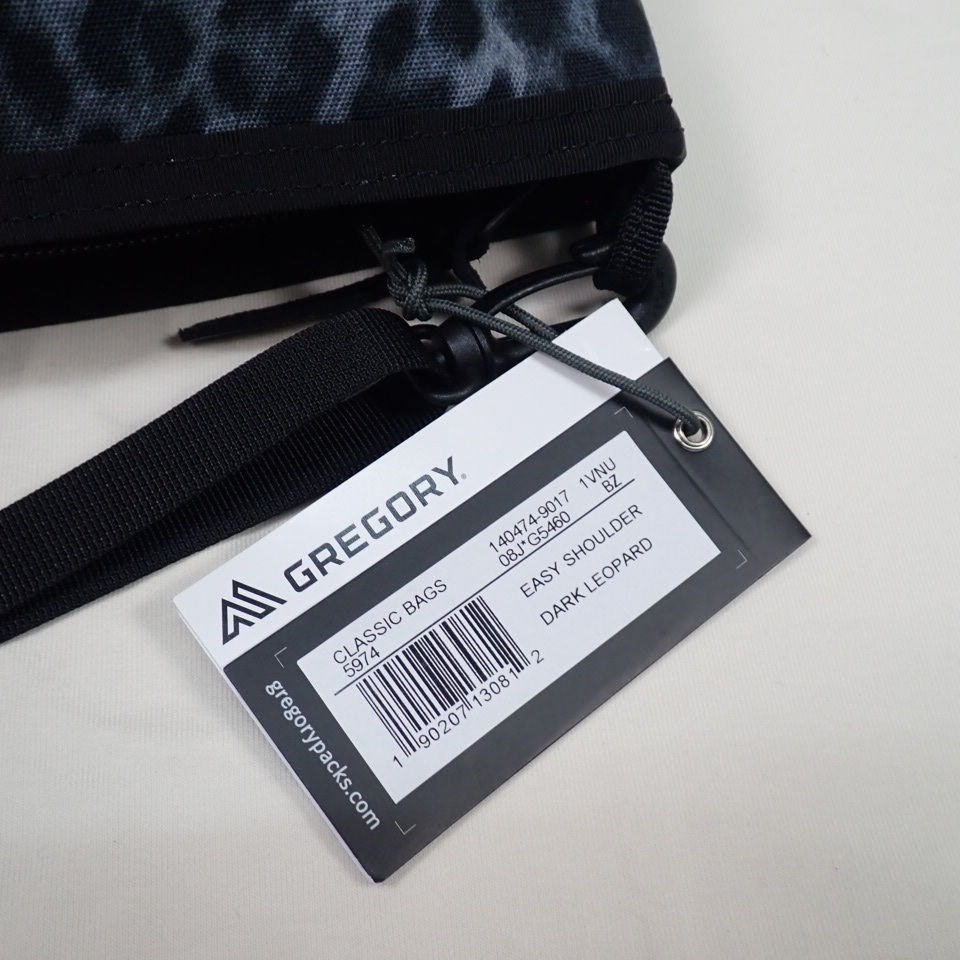 GREGORY®
CLASSIC BAGS 140474-9017 1VNU
5974 08J*G5460 BZ
EASY SHOULDER
DARK LEOPARD
1 90207 13081 2
gregorypacks.com